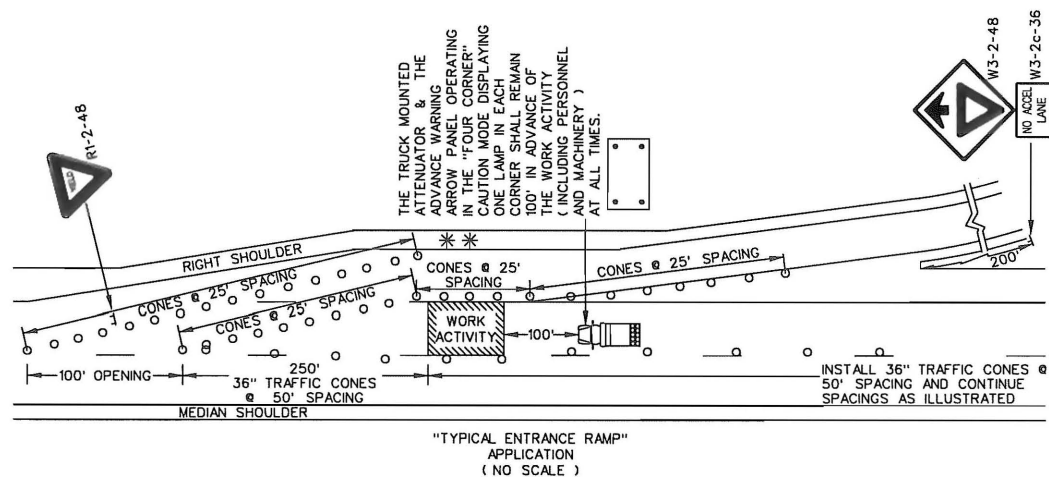 YIELD
R1-2-48
THE TRUCK MOUNTED
ATTENUATOR & THE
ADVANCE WARNING
ARROW PANEL OPERATING
IN THE "FOUR CORNER"
CAUTION MODE DISPLAYING
ONE LAMP IN EACH
CORNER SHALL REMAIN
100' IN ADVANCE OF
THE WORK ACTIVITY
( INCLUDING PERSONNEL
AND MACHINERY )
AT ALL TIMES.
W3-2-48
W3-2c-36
NO ACCEL
LANE
RIGHT SHOULDER
**
CONES @ 25' SPACING
CONES @ 25' SPACING
CONES @ 25'
SPACING
CONES @ 25' SPACING
200'
WORK
ACTIVITY
100'
100' OPENING
250'
36" TRAFFIC CONES
@ 50' SPACING
INSTALL 36" TRAFFIC CONES @
50' SPACING AND CONTINUE
SPACINGS AS ILLUSTRATED
MEDIAN SHOULDER
"TYPICAL ENTRANCE RAMP"
APPLICATION
( NO SCALE )